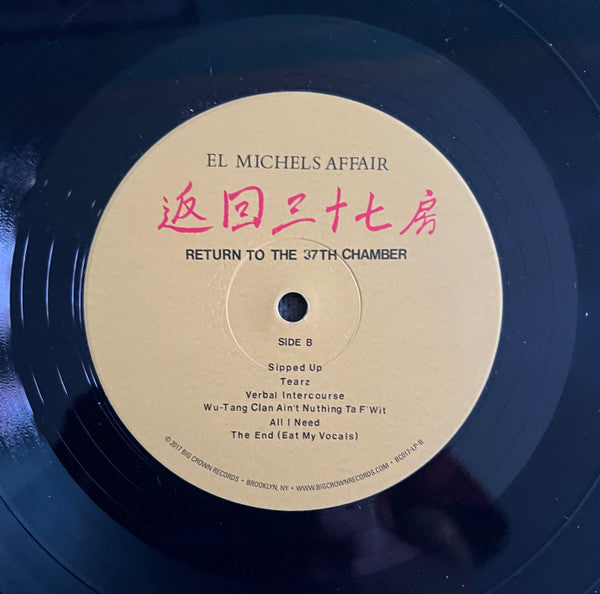 EL MICHELS AFFAIR
返回三十七房
RETURN TO THE 37TH CHAMBER
SIDE B
Sipped Up
Tearz
Verbal Intercourse
Wu-Tang Clan Ain't Nuthing Ta F'Wit
All I Need
The End (Eat My Vocals)
© 2017 BIG CROWN RECORDS • BROOKLYN, NY • WWW.BIGCROWNRECORDS.COM • BC017-LP-B